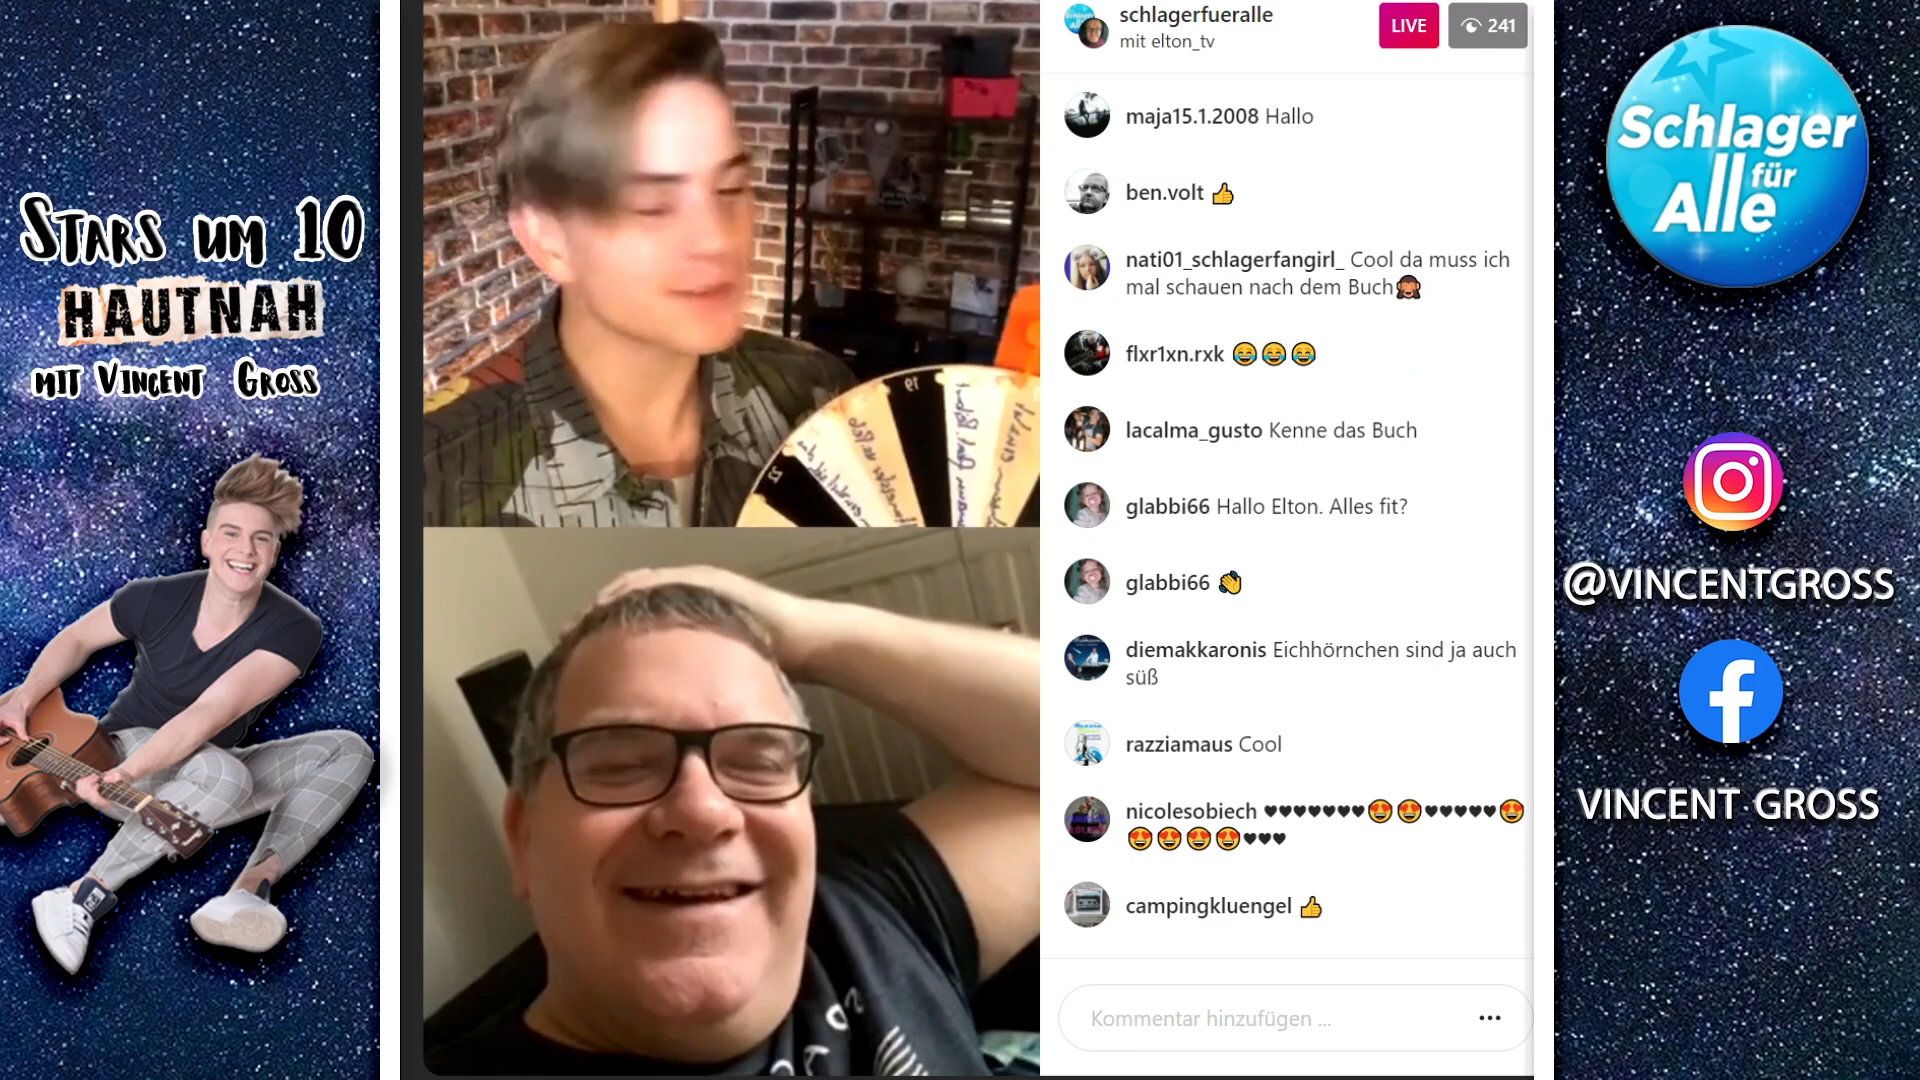 STARS UM 10
HAUTNAH
MIT VINCENT GROSS
19
schlagerfueralle
mit elton_tv
LIVE
241
maja15.1.2008 Hallo
ben.volt 👍
nati01_schlagerfangirl_ Cool da muss ich
mal schauen nach dem Buch🙈
flxr1xn.rxk 😂😂😂
lacalma_gusto Kenne das Buch
glabbi66 Hallo Elton. Alles fit?
glabbi66 👏
diemakkaronis Eichhörnchen sind ja auch
süß
razziamaus Cool
nicolesobiech ♥♥♥♥♥♥♥😍😍♥♥♥♥♥😍
😍😍😍😍♥♥♥
campingkluengel 👍
Kommentar hinzufügen ...
Schlager
für
Alle
@VINCENTGROSS
VINCENT GROSS